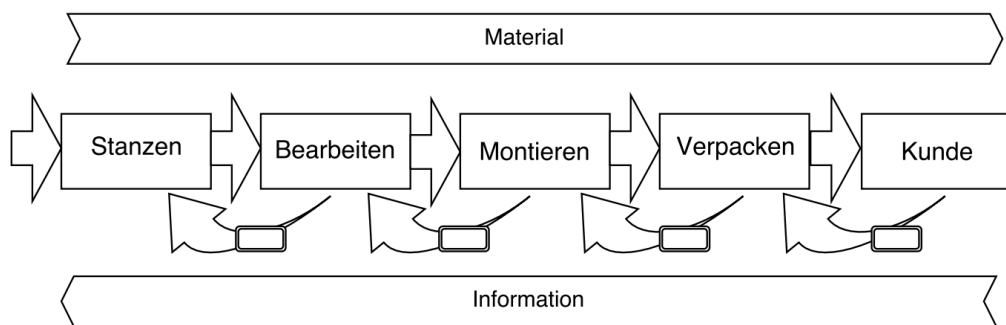 Material
Stanzen
Bearbeiten
Montieren
Verpacken
Kunde
Information